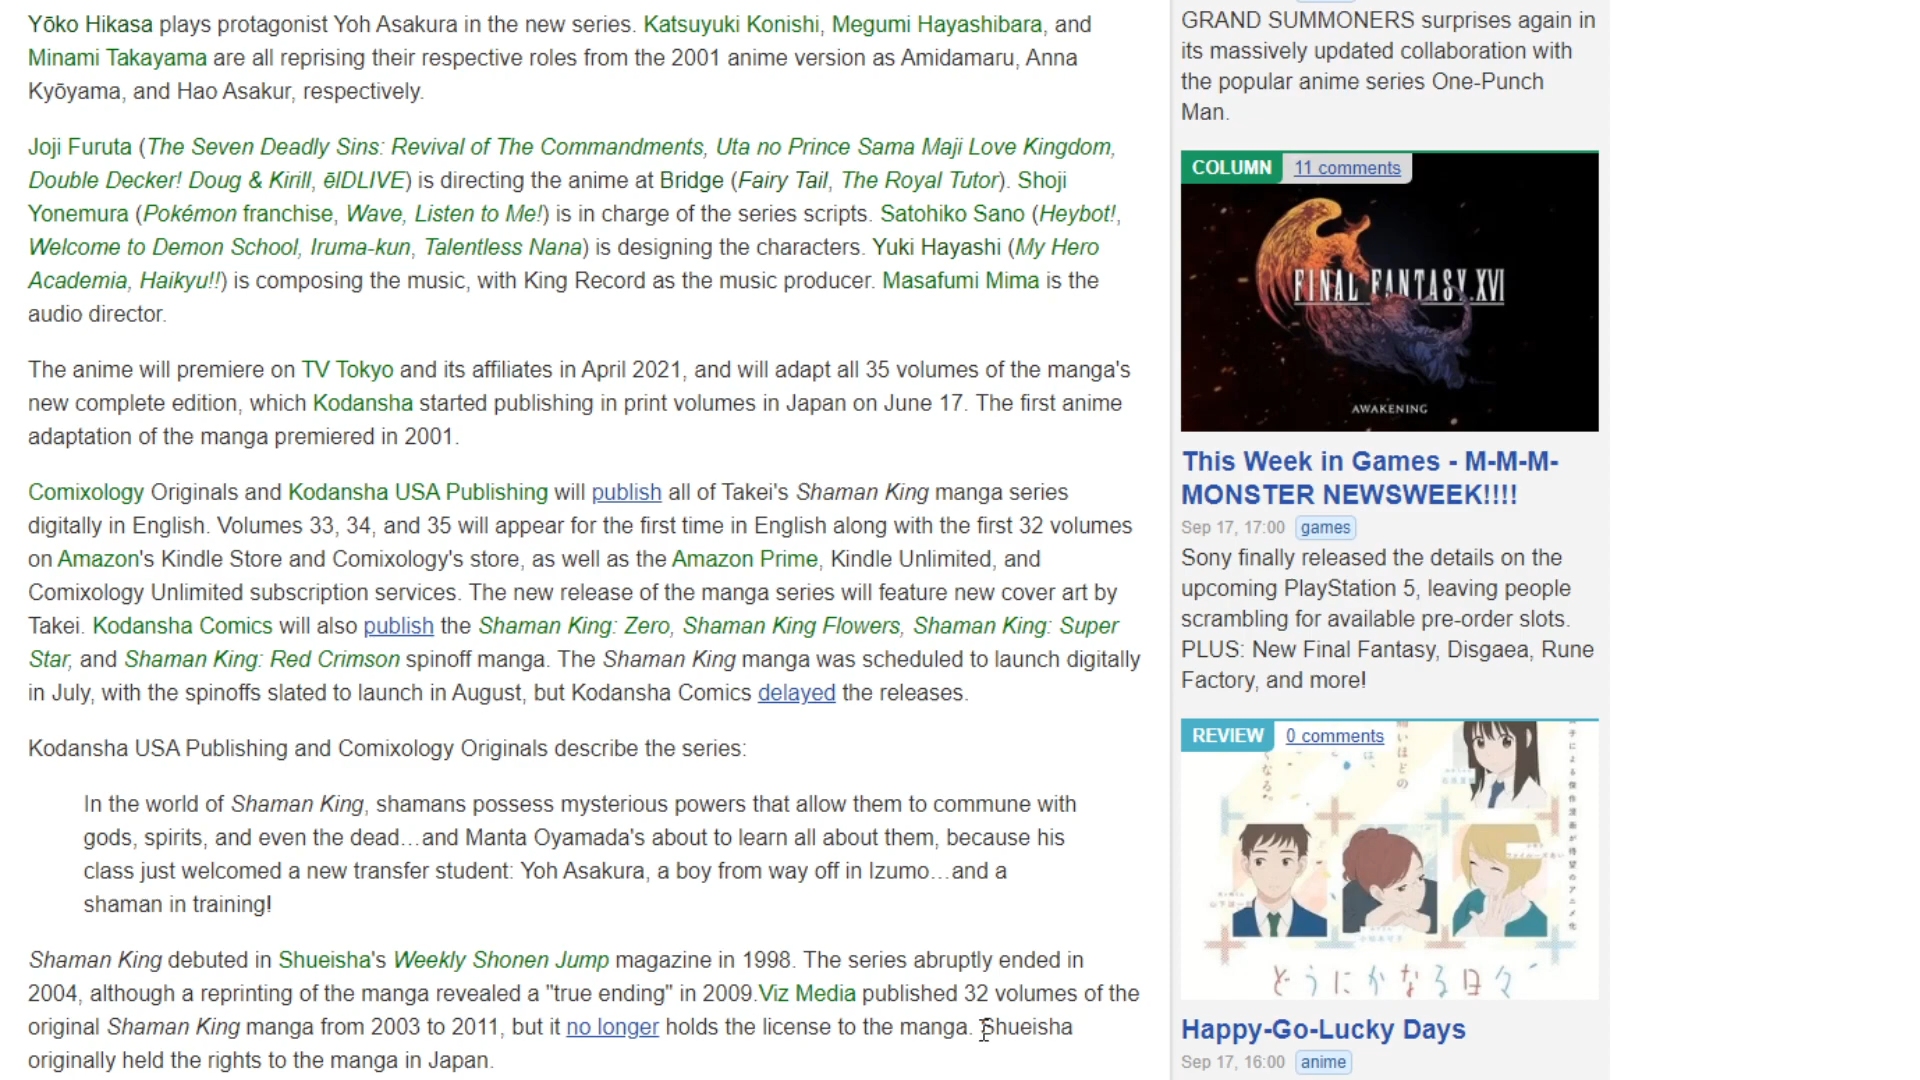 Yōko Hikasa plays protagonist Yoh Asakura in the new series. Katsuyuki Konishi, Megumi Hayashibara, and
Minami Takayama are all reprising their respective roles from the 2001 anime version as Amidamaru, Anna
Kyōyama, and Hao Asakur, respectively.
Joji Furuta (The Seven Deadly Sins: Revival of The Commandments, Uta no Prince Sama Maji Love Kingdom,
Double Decker! Doug & Kirill, ēlDLIVE) is directing the anime at Bridge (Fairy Tail, The Royal Tutor). Shoji
Yonemura (Pokémon franchise, Wave, Listen to Me!) is in charge of the series scripts. Satohiko Sano (Heybot!,
Welcome to Demon School, Iruma-kun, Talentless Nana) is designing the characters. Yuki Hayashi (My Hero
Academia, Haikyu!!) is composing the music, with King Record as the music producer. Masafumi Mima is the
audio director.
The anime will premiere on TV Tokyo and its affiliates in April 2021, and will adapt all 35 volumes of the manga's
new complete edition, which Kodansha started publishing in print volumes in Japan on June 17. The first anime
adaptation of the manga premiered in 2001.
Comixology Originals and Kodansha USA Publishing will publish all of Takei's Shaman King manga series
digitally in English. Volumes 33, 34, and 35 will appear for the first time in English along with the first 32 volumes
on Amazon's Kindle Store and Comixology's store, as well as the Amazon Prime, Kindle Unlimited, and
Comixology Unlimited subscription services. The new release of the manga series will feature new cover art by
Takei. Kodansha Comics will also publish the Shaman King: Zero, Shaman King Flowers, Shaman King: Super
Star, and Shaman King: Red Crimson spinoff manga. The Shaman King manga was scheduled to launch digitally
in July, with the spinoffs slated to launch in August, but Kodansha Comics delayed the releases.
Kodansha USA Publishing and Comixology Originals describe the series:
In the world of Shaman King, shamans possess mysterious powers that allow them to commune with
gods, spirits, and even the dead…and Manta Oyamada's about to learn all about them, because his
class just welcomed a new transfer student: Yoh Asakura, a boy from way off in Izumo…and a
shaman in training!
Shaman King debuted in Shueisha's Weekly Shonen Jump magazine in 1998. The series abruptly ended in
2004, although a reprinting of the manga revealed a "true ending" in 2009.Viz Media published 32 volumes of the
original Shaman King manga from 2003 to 2011, but it no longer holds the license to the manga. Shueisha
originally held the rights to the manga in Japan.
GRAND SUMMONERS surprises again in
its massively updated collaboration with
the popular anime series One-Punch
Man.
COLUMN 11 comments
FINAL FANTASY XVI
AWAKENING
This Week in Games - M-M-M-
MONSTER NEWSWEEK!!!!
Sep 17, 17:00 games
Sony finally released the details on the
upcoming PlayStation 5, leaving people
scrambling for available pre-order slots.
PLUS: New Final Fantasy, Disgaea, Rune
Factory, and more!
REVIEW 0 comments
どうにかなる日々
Happy-Go-Lucky Days
Sep 17, 16:00 anime